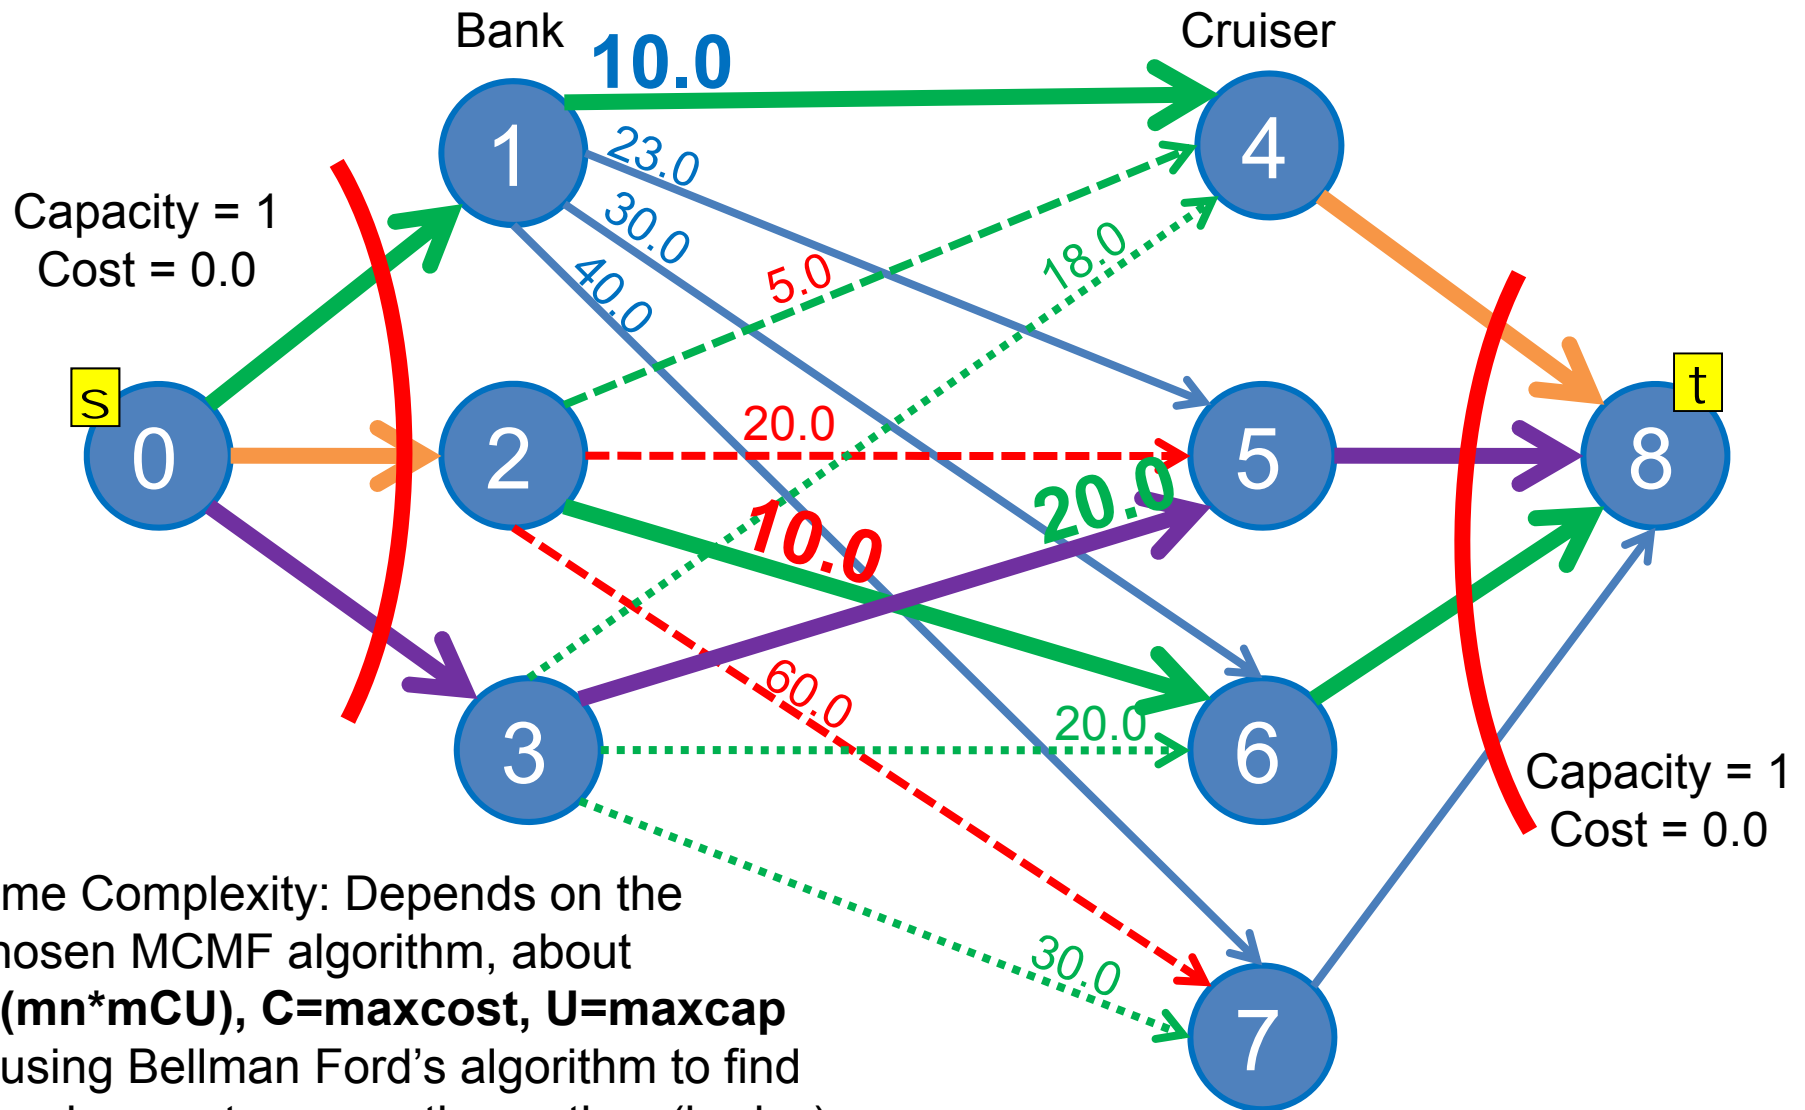 Bank
Cruiser
10.0
1
4
23.0
30.0
40.0
5.0
18.0
Capacity = 1
Cost = 0.0
s
0
2
20.0
5
t
8
10.0
20.0
3
60.0
20.0
6
Capacity = 1
Cost = 0.0
30.0
7
me Complexity: Depends on the
hosen MCMF algorithm, about
(mn*mCU), C=maxcost, U=maxcap
using Bellman Ford's algorithm to find